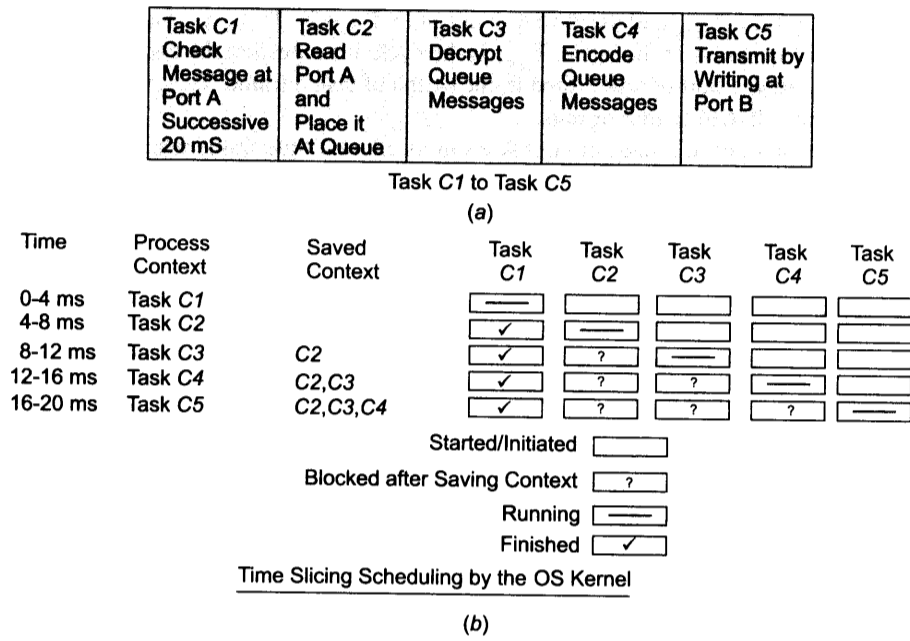 Task C1
Check
Message at
Port A
Successive
20 mS
Task C2
Read
Port A
and
Place it
At Queue
Task C3
Decrypt
Queue
Messages
Task C4
Encode
Queue
Messages
Task C5
Transmit by
Writing at
Port B
Task C1 to Task C5
(a)
Time
Process
Context
Saved
Context
Task
C1
Task
C2
Task
C3
Task
C4
Task
C5
0-4 ms Task C1
4-8 ms Task C2 ✓
8-12 ms Task C3 C2 ✓ ?
12-16 ms Task C4 C2,C3 ✓ ? ?
16-20 ms Task C5 C2,C3,C4 ✓ ? ? ?
Started/Initiated
Blocked after Saving Context ?
Running
Finished ✓
Time Slicing Scheduling by the OS Kernel
(b)